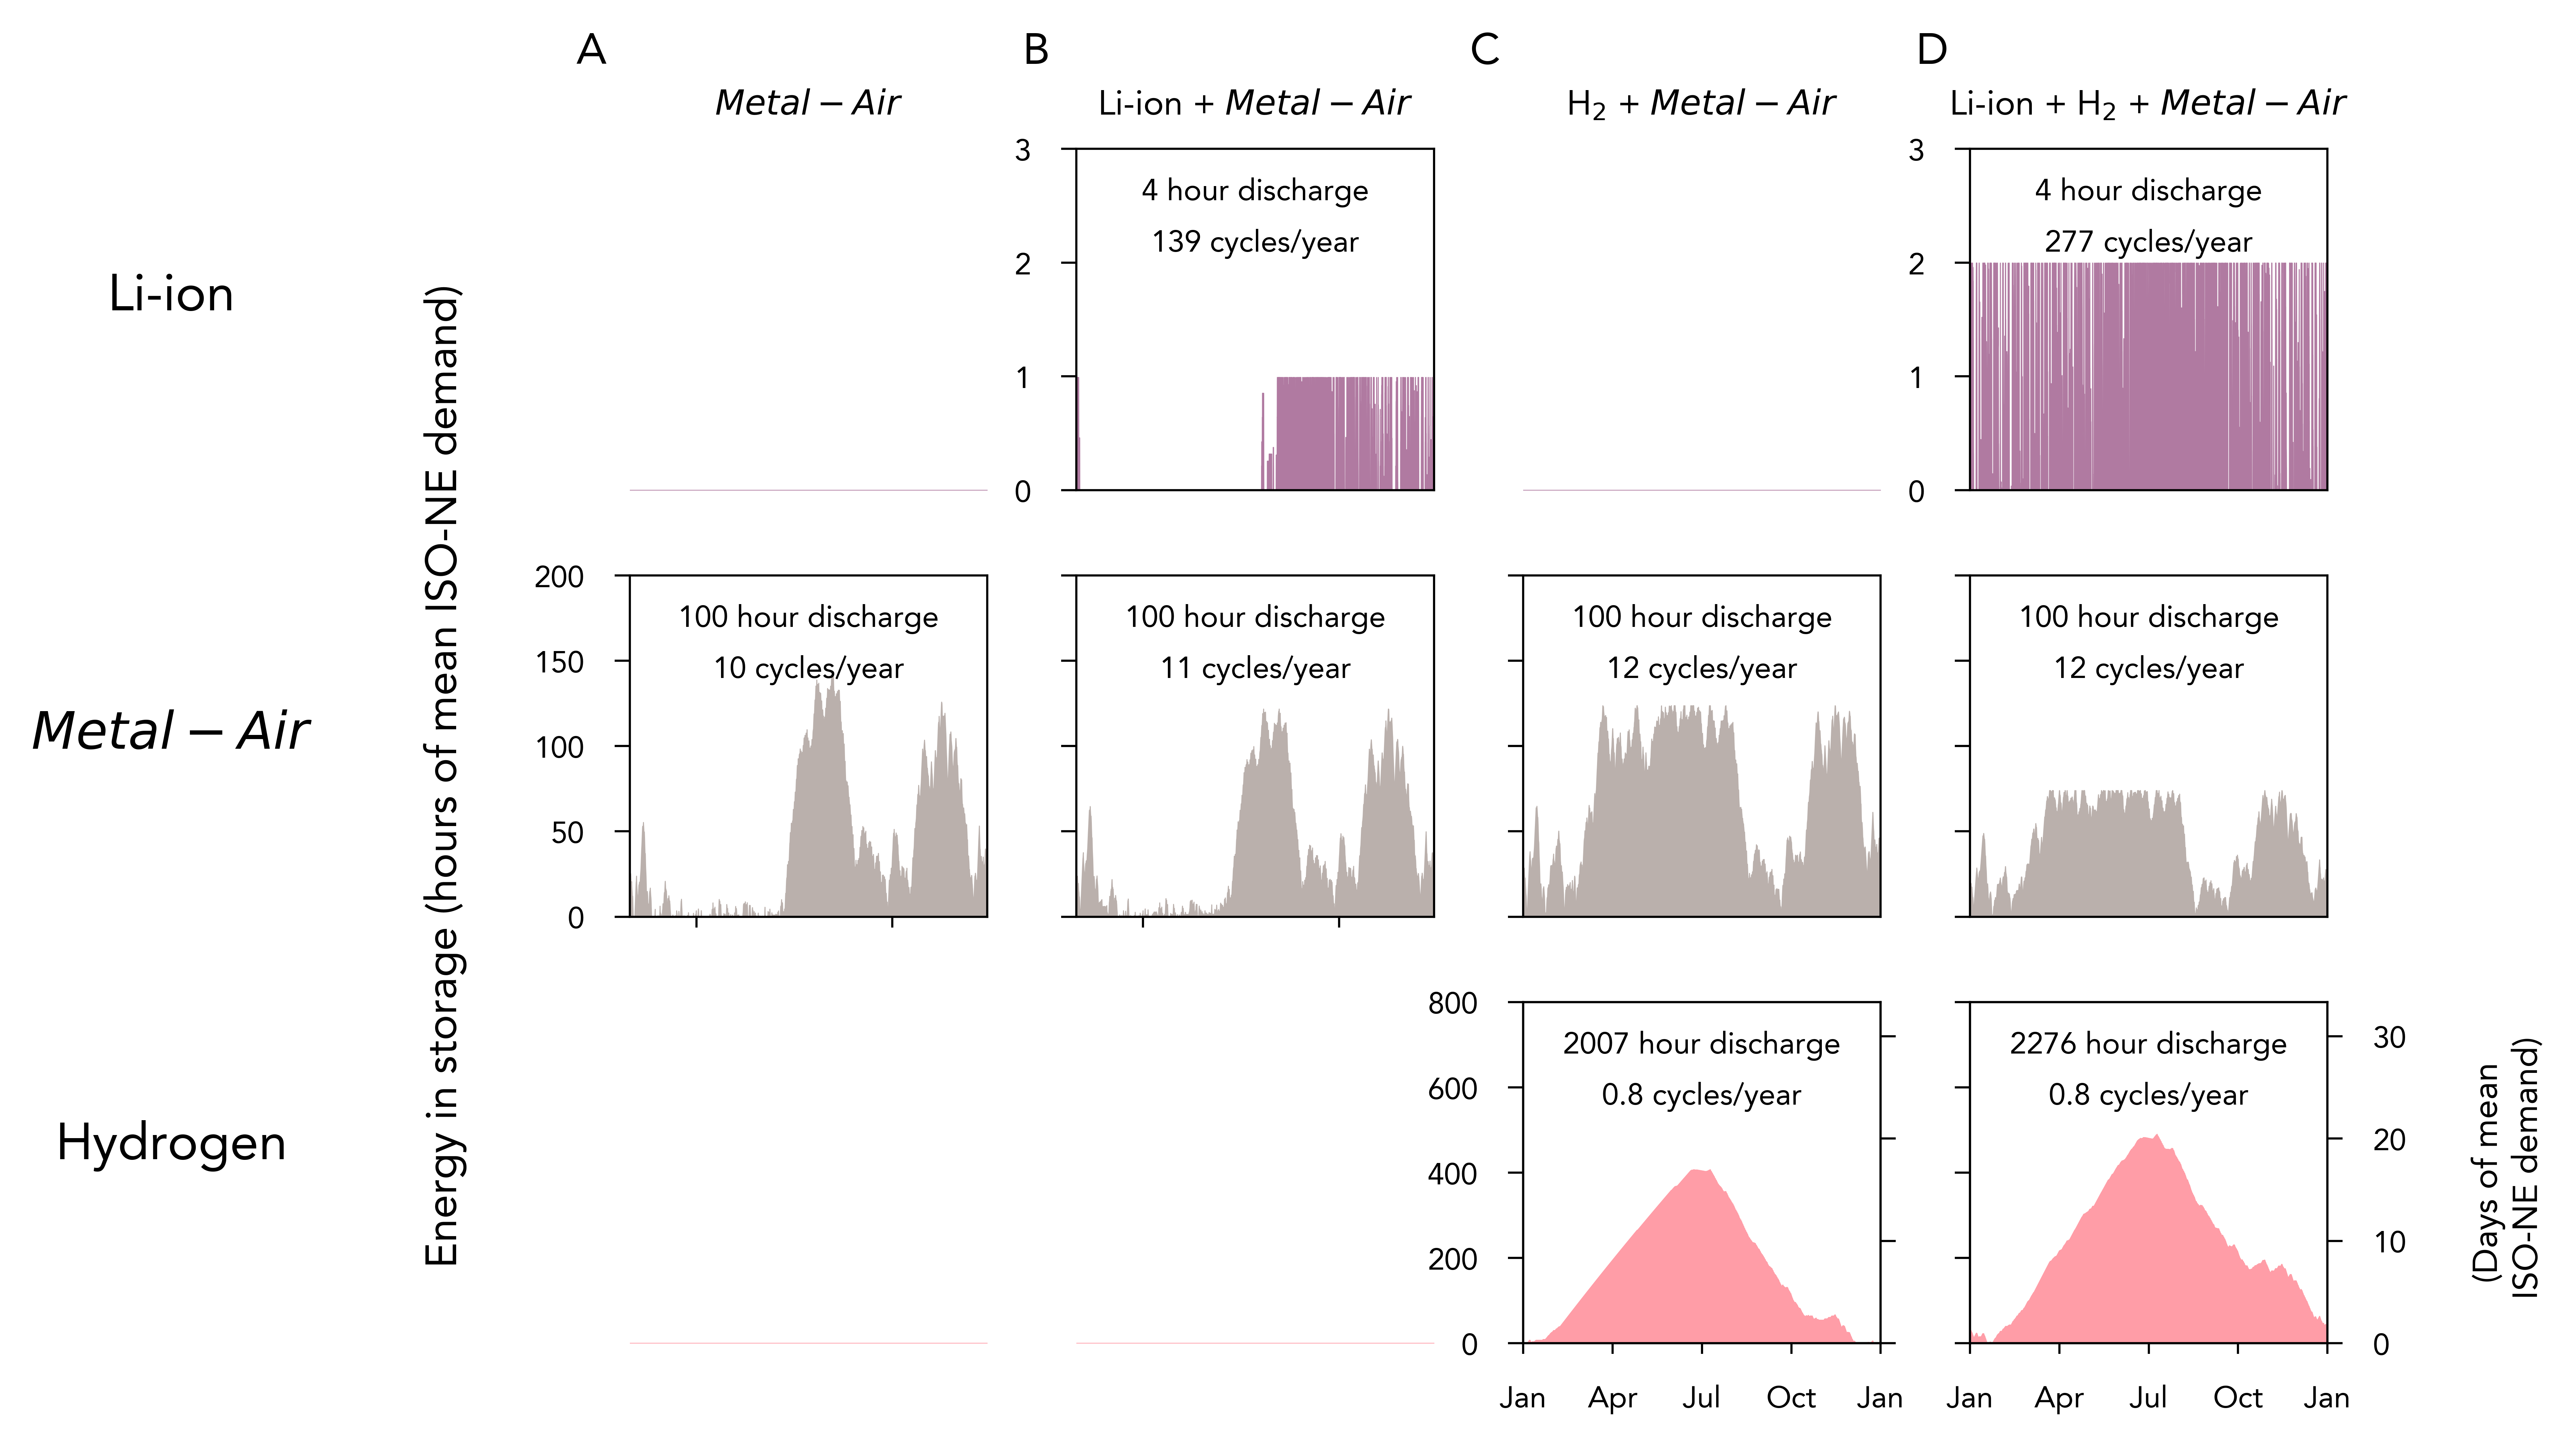 A
B
C
D
Metal – Air
Li-ion + Metal – Air
H₂ + Metal – Air
Li-ion + H₂ + Metal – Air
Li-ion
Energy in storage (hours of mean ISO-NE demand)
3
2
1
0
4 hour discharge
139 cycles/year
3
2
1
0
4 hour discharge
277 cycles/year
Metal – Air
200
150
100
50
0
100 hour discharge
10 cycles/year
100 hour discharge
11 cycles/year
100 hour discharge
12 cycles/year
100 hour discharge
12 cycles/year
Hydrogen
800
600
400
200
0
2007 hour discharge
0.8 cycles/year
Jan Apr Jul Oct Jan
2276 hour discharge
0.8 cycles/year
Jan Apr Jul Oct Jan
30
20
10
0
(Days of mean
ISO-NE demand)